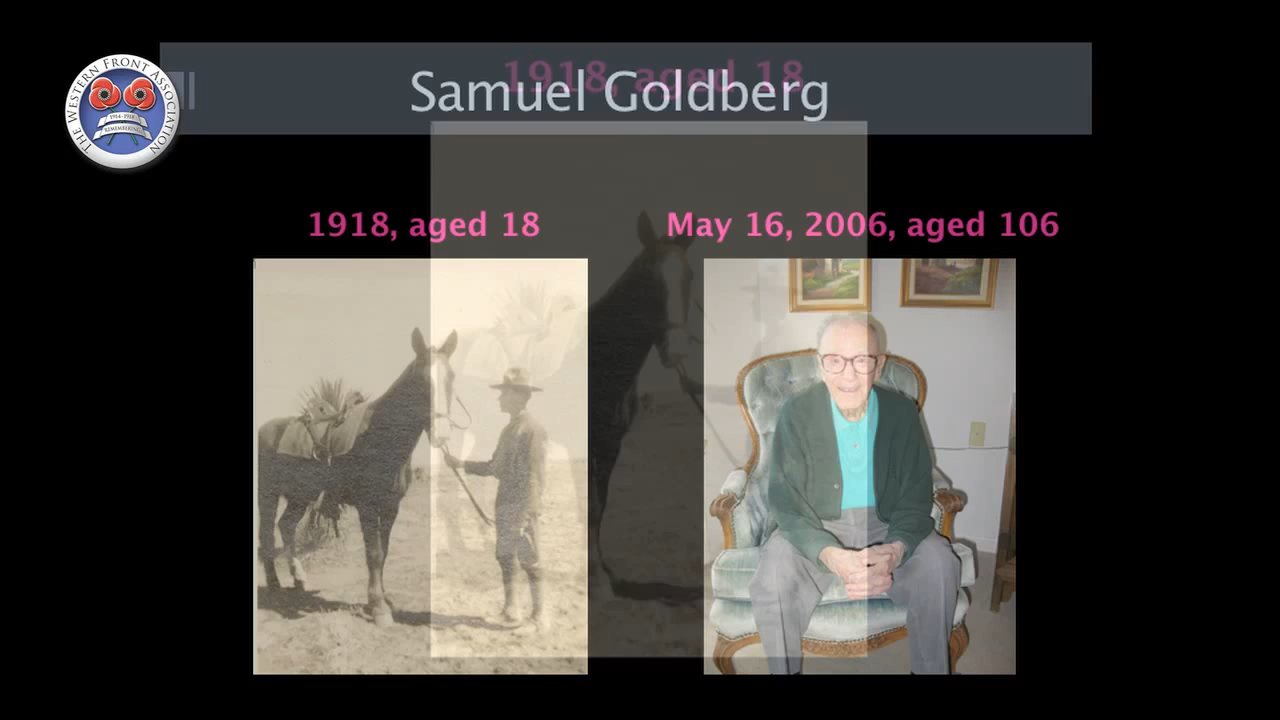 THE WESTERN FRONT ASSOCIATION
1914-1918
REMEMBERING
1918, aged 18
Samuel Goldberg
1918, aged 18
May 16, 2006, aged 106